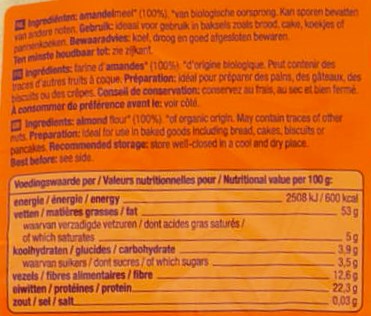 NL Ingrediënten: amandelmeel* (100%). *van biologische oorsprong. Kan sporen bevatten
van andere noten. Gebruik: ideaal voor gebruik in baksels zoals brood, cake, koekjes of
pannenkoeken. Bewaaradvies: koel, droog en goed afgesloten bewaren.
Ten minste houdbaar tot: zie zijkant.
Ingrédients: farine d'amandes* (100%). *d'origine biologique. Peut contenir des
traces d'autres fruits à coque. Préparation: idéal pour préparer des pains, des gâteaux, des
biscuits ou des crêpes. Conseil de conservation: conservez au frais, au sec et bien fermé.
A consommer de préférence avant le: voir côté.
Ingredients: almond flour* (100%). *of organic origin. May contain traces of other
nuts. Preparation: ideal for use in baked goods including bread, cakes, biscuits or
pancakes. Recommended storage: store well-closed in a cool and dry place.
Best before: see side.
Voedingswaarde per / Valeurs nutritionnelles pour / Nutritional value per 100 g:
energie / énergie / energy 2508 kJ / 600 kcal
vetten / matières grasses / fat 53 g
waarvan verzadigde vetzuren / dont acides gras saturés /
of which saturates 5 g
koolhydraten / glucides / carbohydrate 3,9 g
waarvan suikers / dont sucres / of which sugars 3,5 g
vezels / fibres alimentaires / fibre 12,6 g
eiwitten / protéines / protein 22,3 g
zout / sel / salt 0,03 g